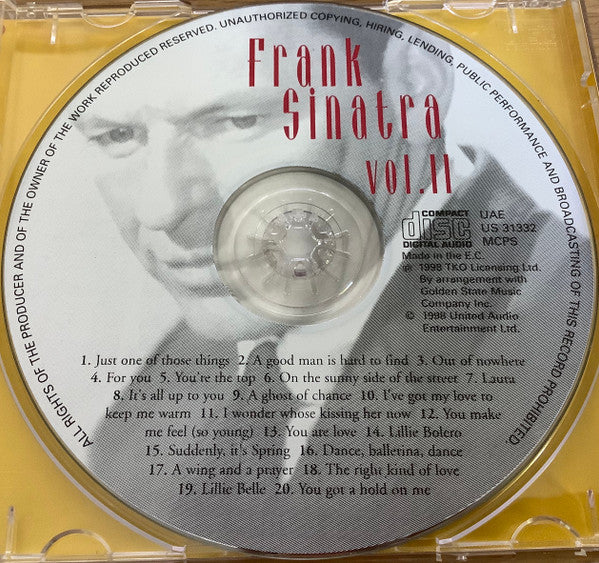 ALL RIGHTS OF THE PRODUCER AND OF THE OWNER OF THE WORK REPRODUCED RESERVED. UNAUTHORIZED COPYING, HIRING, LENDING, PUBLIC PERFORMANCE AND BROADCASTING OF THIS RECORD PROHIBITED.
Frank
Sinatra
vol.II
COMPACT
disc
DIGITAL AUDIO
UAE
US 31332
MCPS
Made in the E.C.
℗ 1998 TKO Licensing Ltd.
By arrangement with
Golden State Music
Company Inc.
© 1998 United Audio
Entertainment Ltd.
1. Just one of those things 2. A good man is hard to find 3. Out of nowhere
4. For you 5. You're the top 6. On the sunny side of the street 7. Laura
8. It's all up to you 9. A ghost of chance 10. I've got my love to
keep me warm 11. I wonder whose kissing her now 12. You make
me feel (so young) 13. You are love 14. Lillie Bolero
15. Suddenly, it's Spring 16. Dance, ballerina, dance
17. A wing and a prayer 18. The right kind of love
19. Lillie Belle 20. You got a hold on me